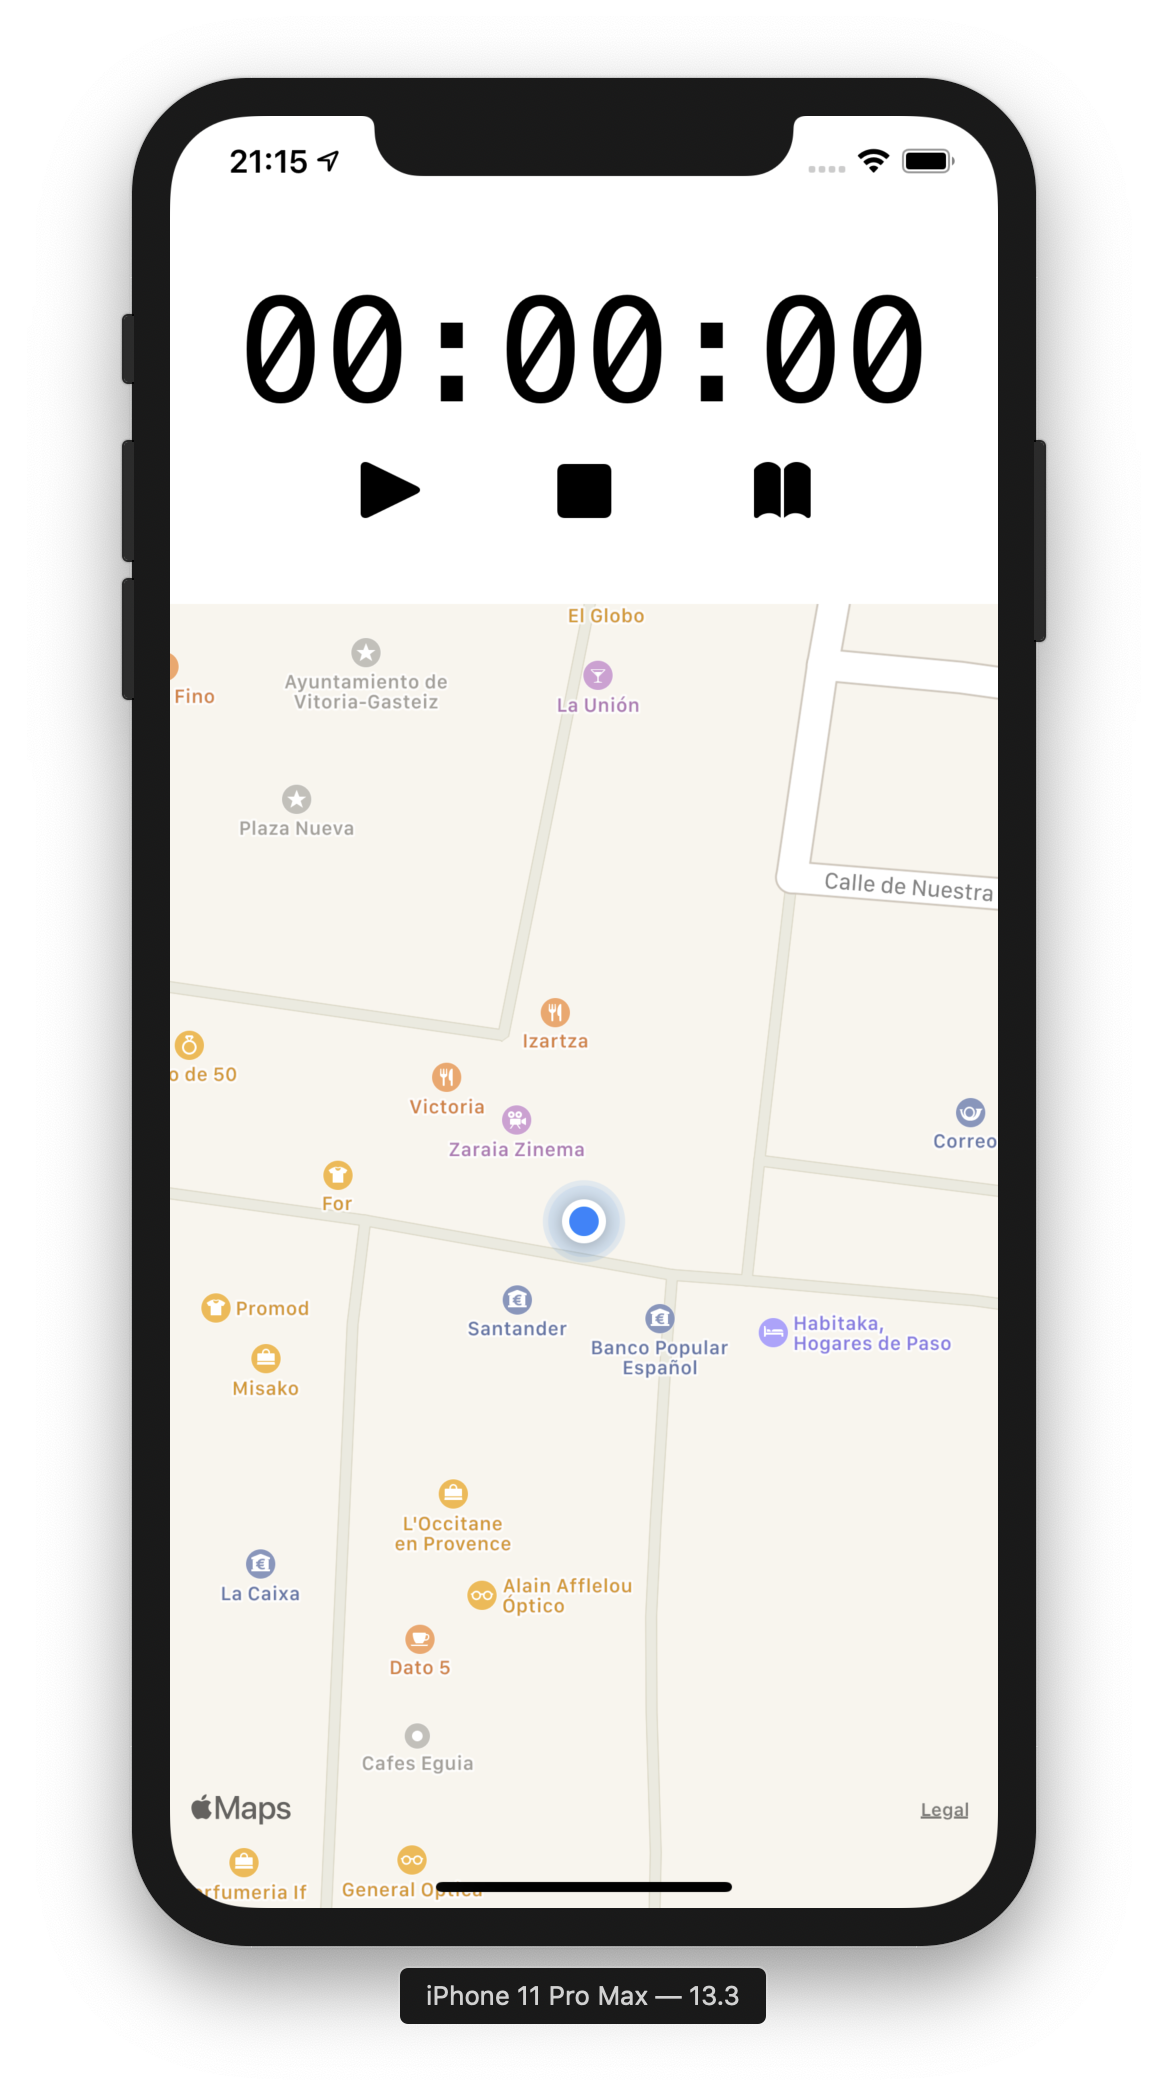 21:15
00:00:00
El Globo
Ayuntamiento de
Vitoria-Gasteiz
Fino
La Unión
Plaza Nueva
Calle de Nuestra
Izartza
o de 50
Victoria
Zaraia Zinema
Correo
For
Promod
Santander
Banco Popular
Español
Habitaka,
Hogares de Paso
Misako
L'Occitane
en Provence
La Caixa
Alain Afflelou
Óptico
Dato 5
Cafes Eguia
Maps
Legal
rfumeria If
General Optica
iPhone 11 Pro Max — 13.3